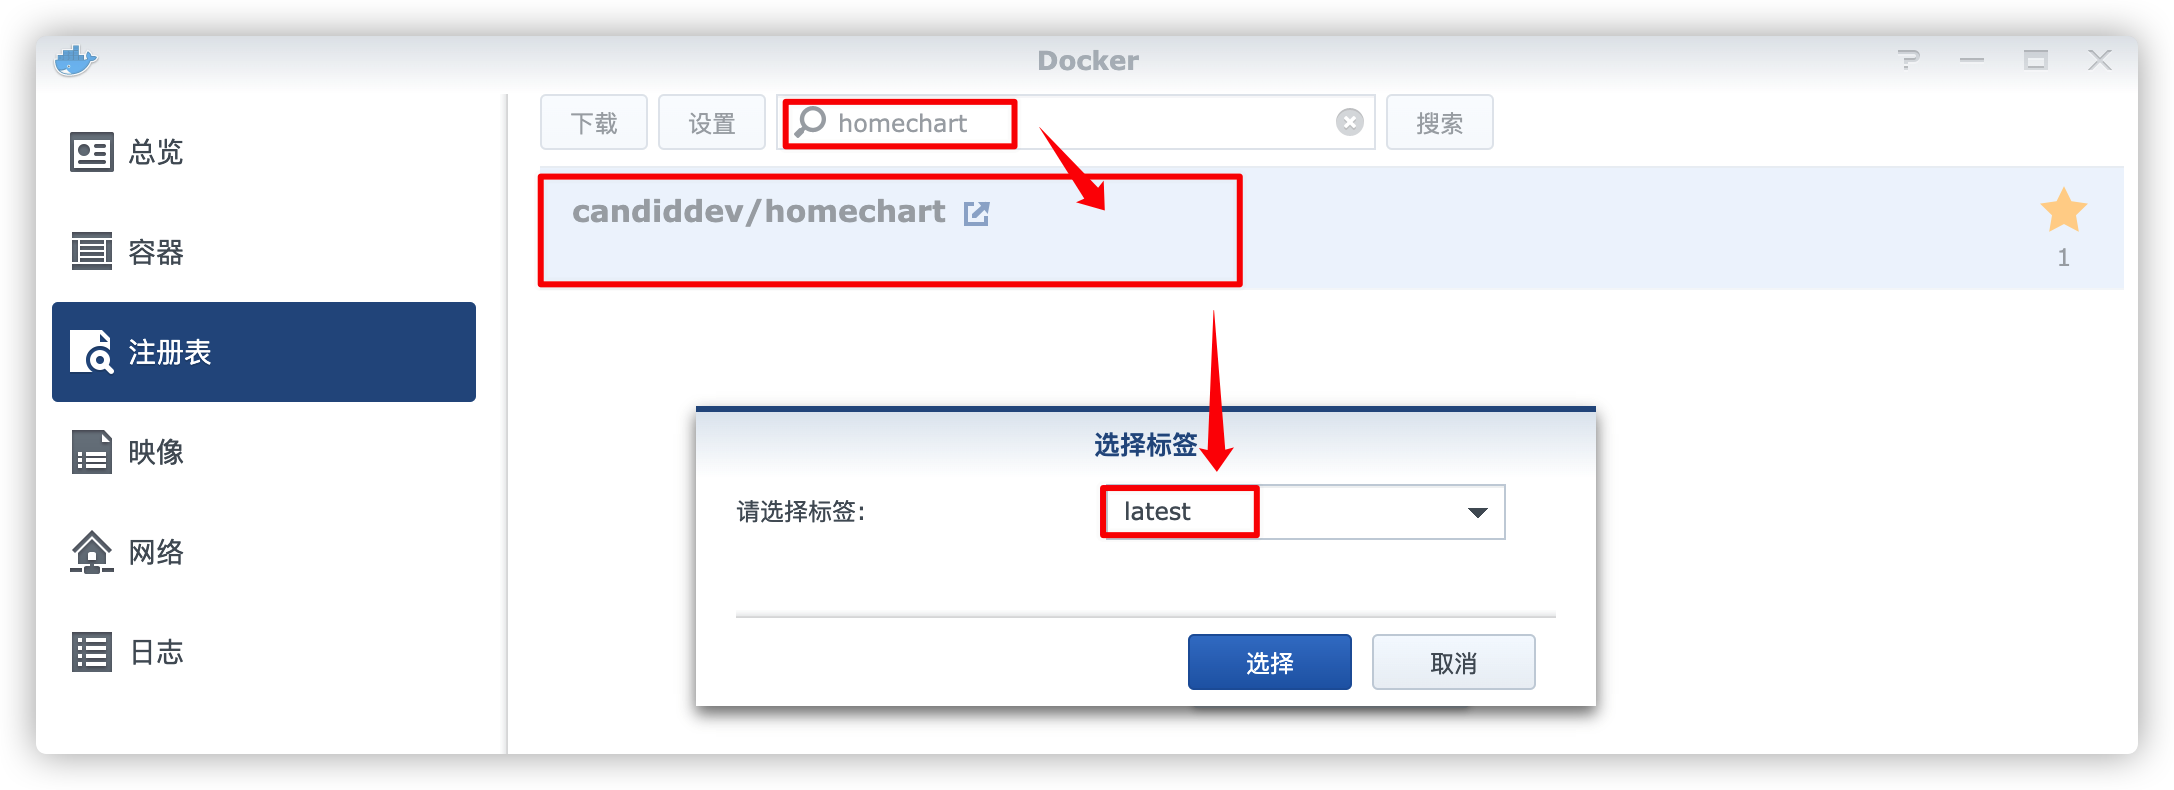 Docker
总览
容器
注册表
映像
网络
日志
下载
设置
homechart
搜索
candiddev/homechart
1
选择标签
请选择标签:
latest
选择
取消